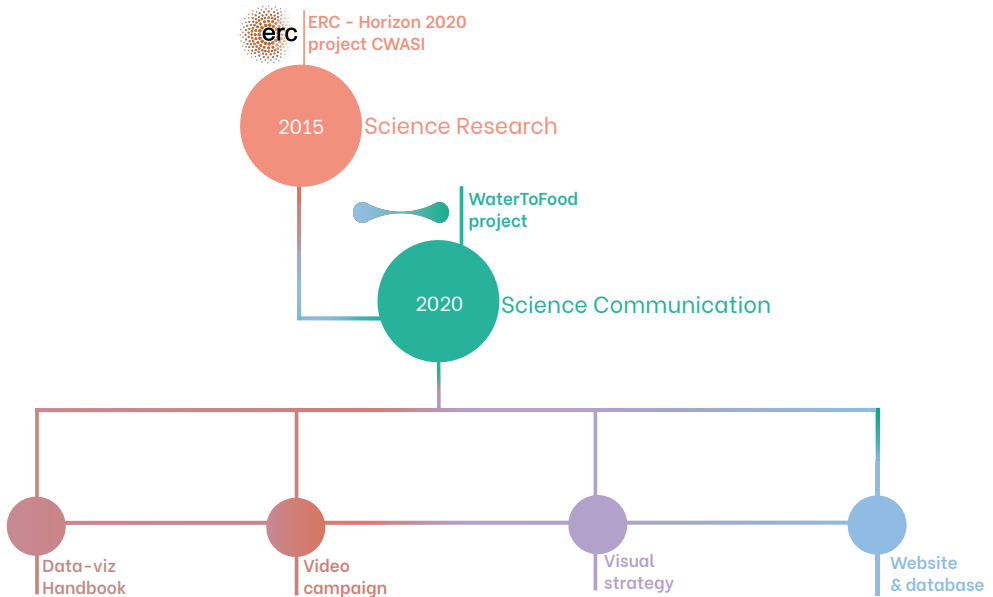 erc
ERC - Horizon 2020
project CWASI
2015
Science Research
WaterToFood
project
2020
Science Communication
Data-viz
Handbook
Video
campaign
Visual
strategy
Website
& database